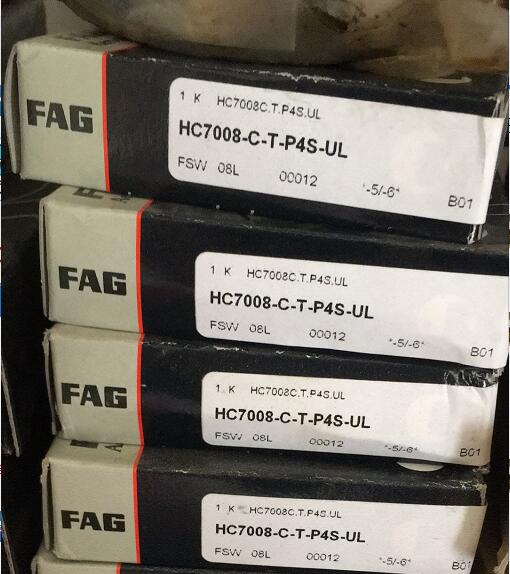 FAG
1 K HC7008C.T.P4S.UL
HC7008-C-T-P4S-UL
FSW 08L 00012 *-5/-6* B01
FAG
1 K HC7008C.T.P4S.UL
HC7008-C-T-P4S-UL
FSW 08L 00012 *-5/-6* B01
FAG
1 K HC7008C.T.P4S.UL
HC7008-C-T-P4S-UL
FSW 08L 00012 *-5/-6* B01
FAG
1 K HC7008C.T.P4S.UL
HC7008-C-T-P4S-UL
FSW 08L 00012 *-5/-6* B01